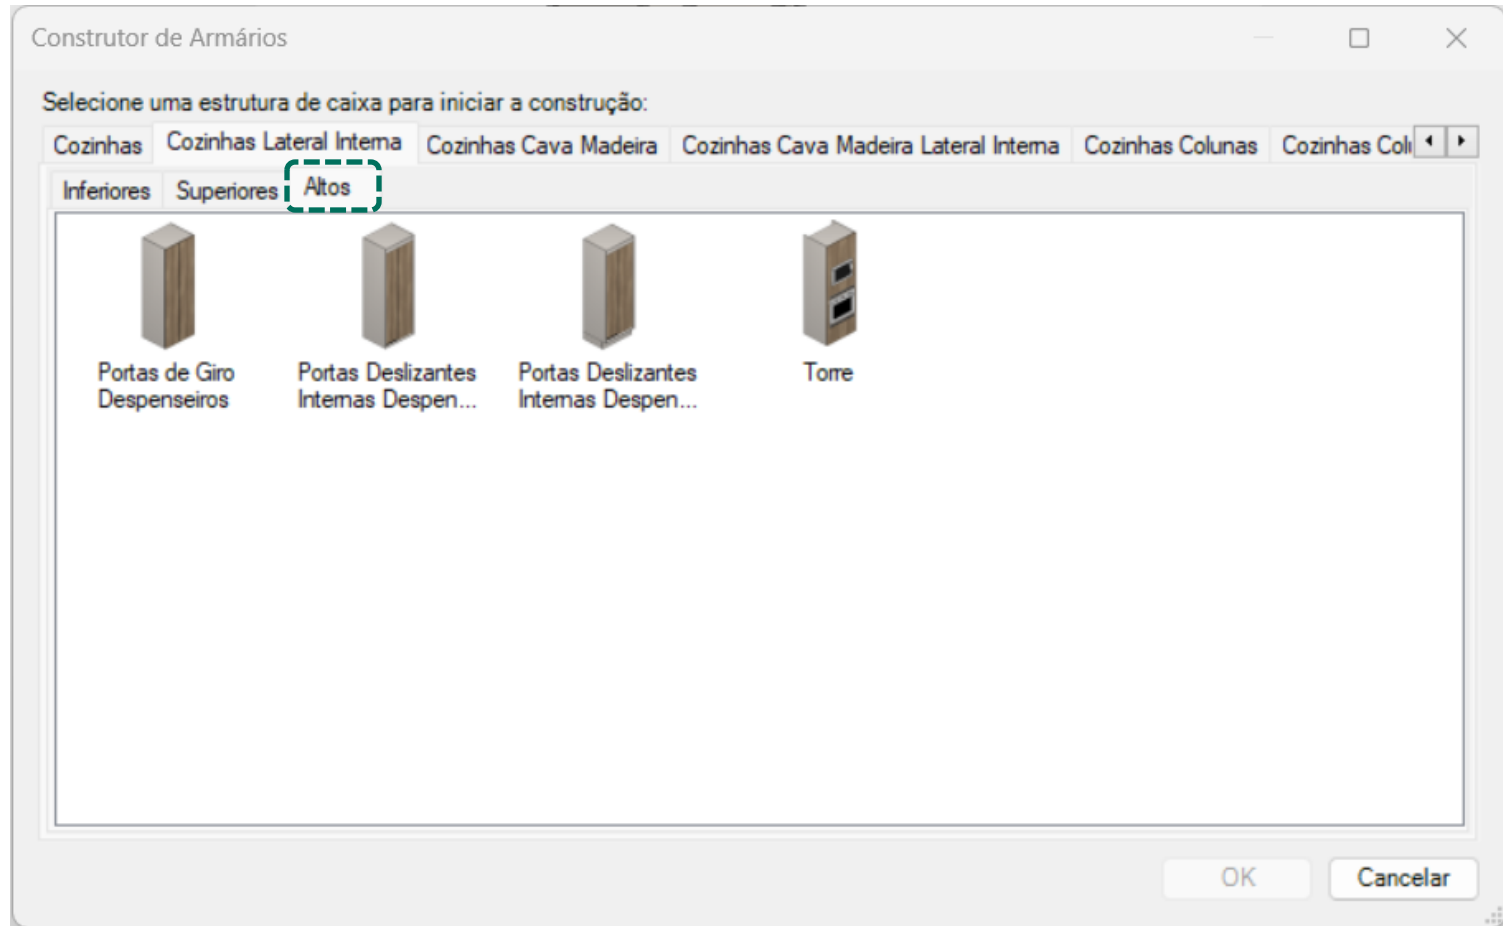 Construtor de Armários
Selecione uma estrutura de caixa para iniciar a construção:
Cozinhas Cozinhas Lateral Interna Cozinhas Cava Madeira Cozinhas Cava Madeira Lateral Interna Cozinhas Colunas Cozinhas Colu
Inferiores Superiores Altos
Portas de Giro
Despenseiros
Portas Deslizantes
Internas Despen...
Portas Deslizantes
Internas Despen...
Torre
OK Cancelar